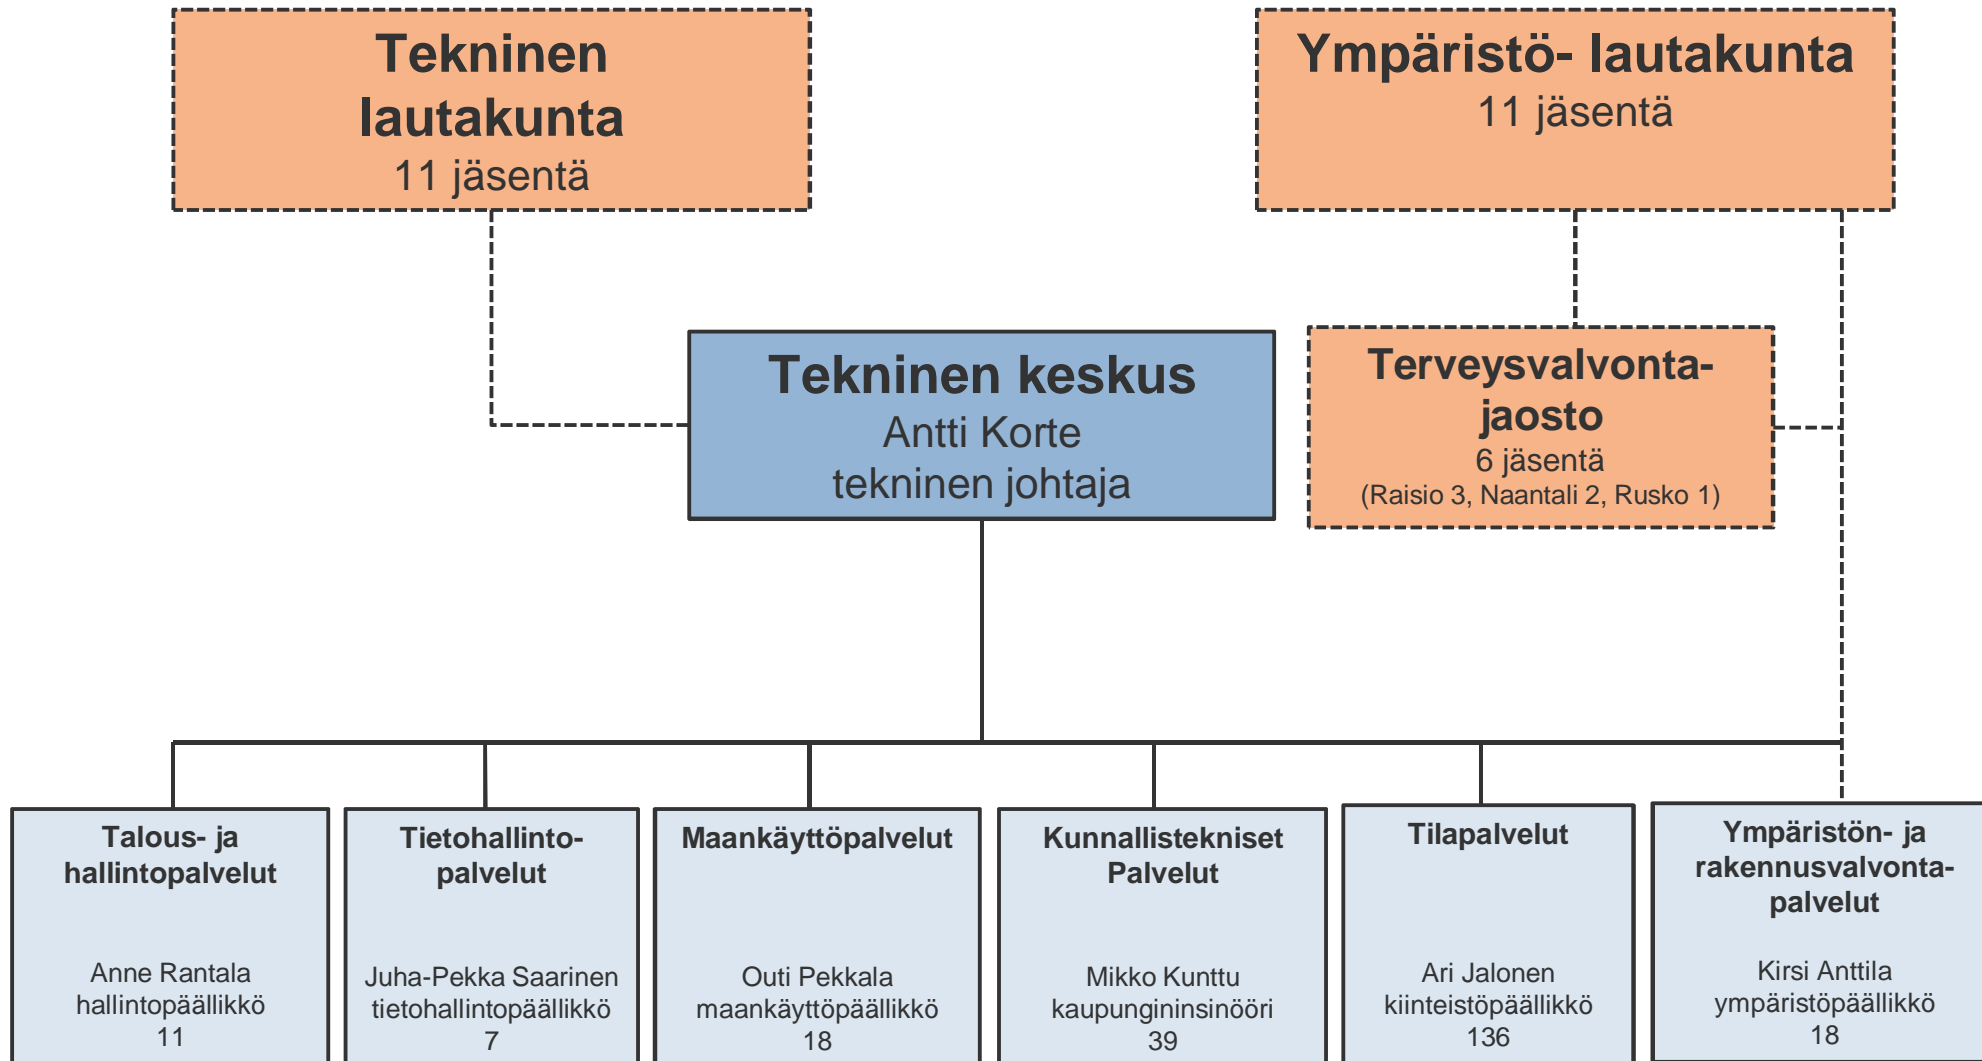 Tekninen
lautakunta
11 jäsentä
Ympäristö- lautakunta
11 jäsentä
Tekninen keskus
Antti Korte
tekninen johtaja
Terveysvalvonta-
jaosto
6 jäsentä
(Raisio 3, Naantali 2, Rusko 1)
Talous- ja
hallintopalvelut
Anne Rantala
hallintopäällikkö
11
Tietohallinto-
palvelut
Juha-Pekka Saarinen
tietohallintopäällikkö
7
Maankäyttöpalvelut
Outi Pekkala
maankäyttöpäällikkö
18
Kunnallistekniset
Palvelut
Mikko Kunttu
kaupungininsinööri
39
Tilapalvelut
Ari Jalonen
kiinteistöpäällikkö
136
Ympäristön- ja
rakennusvalvonta-
palvelut
Kirsi Anttila
ympäristöpäällikkö
18